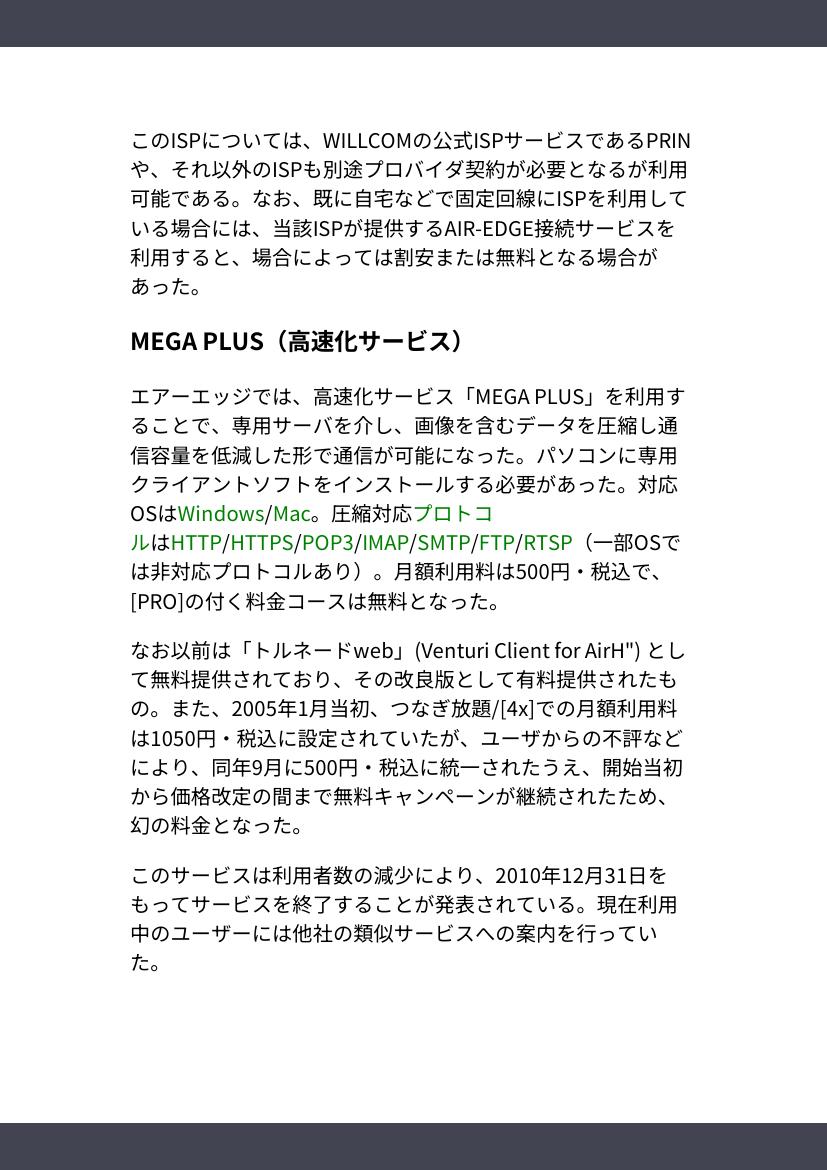 このISPについては、WILLCOMの公式ISPサービスであるPRIN
や、それ以外のISPも別途プロバイダ契約が必要となるが利用
可能である。なお、既に自宅などで固定回線にISPを利用して
いる場合には、当該ISPが提供するAIR-EDGE接続サービスを
利用すると、場合によっては割安または無料となる場合が
あった。
MEGA PLUS（高速化サービス）
エアーエッジでは、高速化サービス「MEGA PLUS」を利用す
ることで、専用サーバを介し、画像を含むデータを圧縮し通
信容量を低減した形で通信が可能になった。パソコンに専用
クライアントソフトをインストールする必要があった。対応
OSはWindows/Mac。圧縮対応プロトコ
ルはHTTP/HTTPS/POP3/IMAP/SMTP/FTP/RTSP（一部OSで
は非対応プロトコルあり）。月額利用料は500円・税込で、
[PRO]の付く料金コースは無料となった。
なお以前は「トルネードweb」(Venturi Client for AirH") とし
て無料提供されており、その改良版として有料提供されたも
の。また、2005年1月当初、つなぎ放題/[4x]での月額利用料
は1050円・税込に設定されていたが、ユーザからの不評など
により、同年9月に500円・税込に統一されたうえ、開始当初
から価格改定の間まで無料キャンペーンが継続されたため、
幻の料金となった。
このサービスは利用者数の減少により、2010年12月31日を
もってサービスを終了することが発表されている。現在利用
中のユーザーには他社の類似サービスへの案内を行ってい
た。